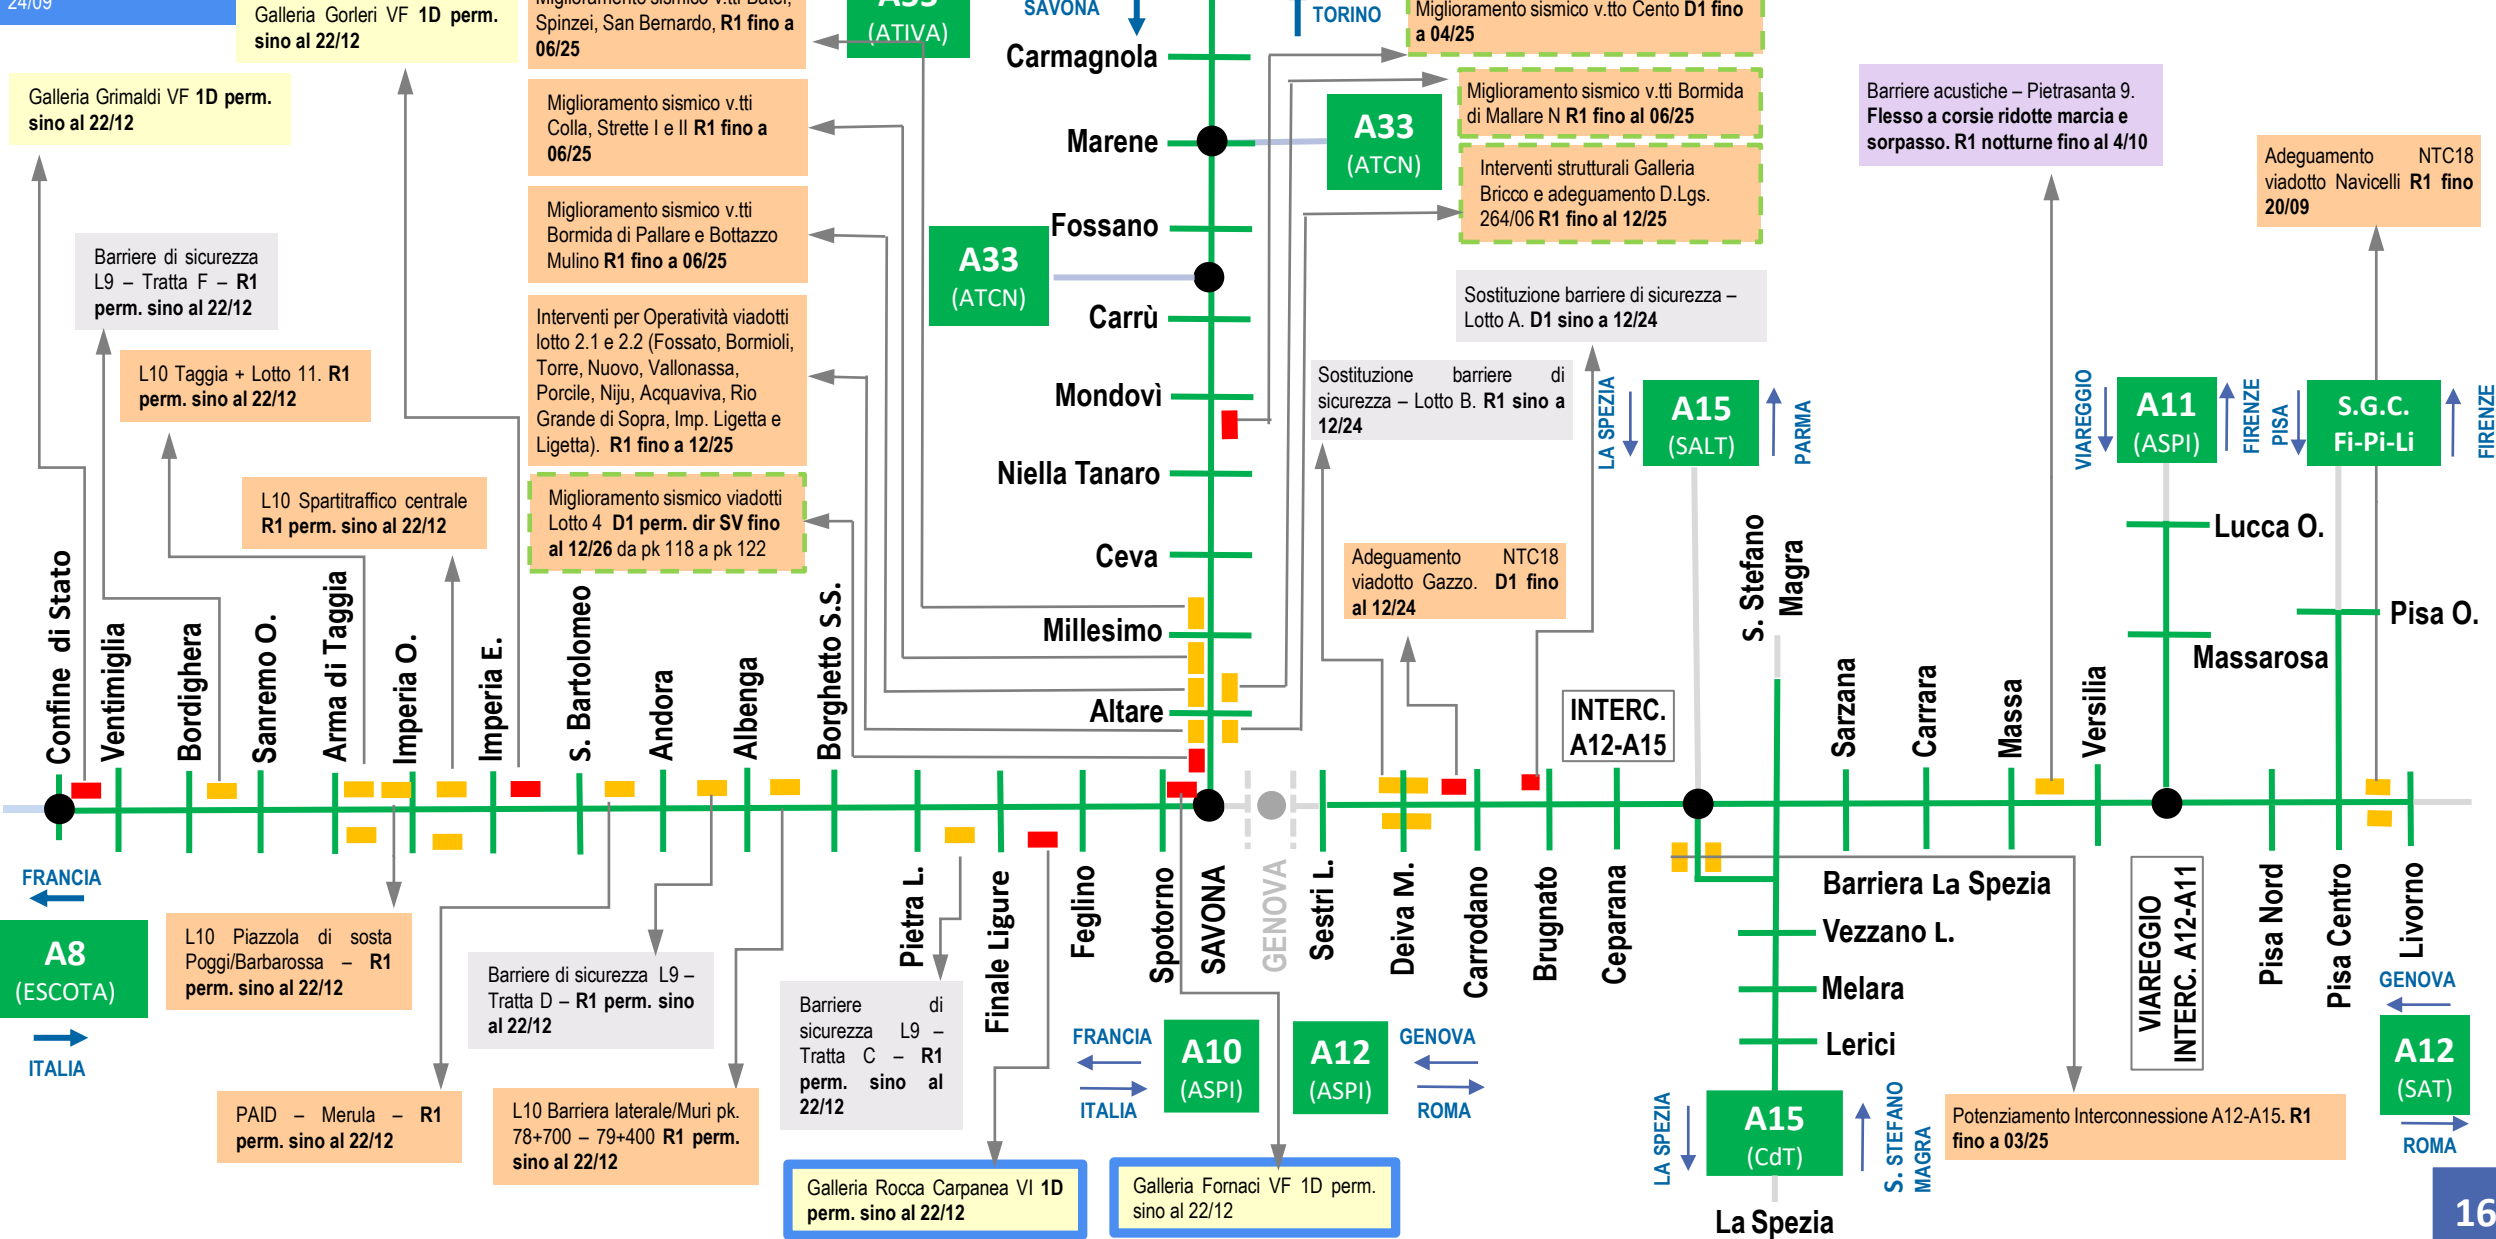 24/09
Galleria Gorleri VF 1D perm.
sino al 22/12
Spinzei, San Bernardo, R1 fino a
06/25
(ATIVA)
SAVONA
TORINO
Miglioramento sismico v.tto Cento D1 fino
a 04/25
Galleria Grimaldi VF 1D perm.
sino al 22/12
Miglioramento sismico v.tti
Colla, Strette I e II R1 fino a
06/25
Carmagnola
Marene
A33
(ATCN)
Miglioramento sismico v.tti Bormida
di Mallare N R1 fino al 06/25
Barriere acustiche – Pietrasanta 9.
Flesso a corsie ridotte marcia e
sorpasso. R1 notturne fino al 4/10
Adeguamento NTC18
viadotto Navicelli R1 fino
20/09
Interventi strutturali Galleria
Bricco e adeguamento D.Lgs.
264/06 R1 fino al 12/25
Miglioramento sismico v.tti
Bormida di Pallare e Bottazzo
Mulino R1 fino a 06/25
Fossano
A33
(ATCN)
Barriere di sicurezza
L9 – Tratta F – R1
perm. sino al 22/12
Carrù
Sostituzione barriere di sicurezza –
Lotto A. D1 sino a 12/24
Interventi per Operatività viadotti
lotto 2.1 e 2.2 (Fossato, Bormioli,
Torre, Nuovo, Vallonassa,
Porcile, Niju, Acquaviva, Rio
Grande di Sopra, Imp. Ligetta e
Ligetta). R1 fino a 12/25
L10 Taggia + Lotto 11. R1
perm. sino al 22/12
Mondovì
Sostituzione barriere di
sicurezza – Lotto B. R1 sino a
12/24
LA SPEZIA
A15
(SALT)
PARMA
VIAREGGIO
A11
(ASPI)
FIRENZE
PISA
S.G.C.
Fi-Pi-Li
FIRENZE
Niella Tanaro
L10 Spartitraffico centrale
R1 perm. sino al 22/12
Miglioramento sismico viadotti
Lotto 4 D1 perm. dir SV fino
al 12/26 da pk 118 a pk 122
Ceva
Adeguamento NTC18
viadotto Gazzo. D1 fino
al 12/24
S. Stefano
Magra
Lucca O.
Pisa O.
Massarosa
Millesimo
Altare
INTERC.
A12-A15
Confine di Stato
Ventimiglia
Bordighera
Sanremo O.
Arma di Taggia
Imperia O.
Imperia E.
S. Bartolomeo
Andora
Albenga
Borghetto S.S.
Sarzana
Carrara
Massa
Versilia
FRANCIA
A8
(ESCOTA)
ITALIA
L10 Piazzola di sosta
Poggi/Barbarossa – R1
perm. sino al 22/12
Barriere di sicurezza L9 –
Tratta D – R1 perm. sino
al 22/12
Pietra L.
Finale Ligure
Feglino
Spotorno
SAVONA
GENOVA
Sestri L.
Deiva M.
Carrodano
Brugnato
Ceparana
Barriera La Spezia
Vezzano L.
Melara
Lerici
VIAREGGIO
INTERC. A12-A11
Pisa Nord
Pisa Centro
Livorno
Barriere di
sicurezza L9 –
Tratta C – R1
perm. sino al
22/12
FRANCIA
ITALIA
A10
(ASPI)
A12
(ASPI)
GENOVA
ROMA
GENOVA
A12
(SAT)
ROMA
PAID – Merula – R1
perm. sino al 22/12
L10 Barriera laterale/Muri pk.
78+700 – 79+400 R1 perm.
sino al 22/12
LA SPEZIA
A15
(CdT)
S. STEFANO
MAGRA
Potenziamento Interconnessione A12-A15. R1
fino a 03/25
Galleria Rocca Carpanea VI 1D
perm. sino al 22/12
Galleria Fornaci VF 1D perm.
sino al 22/12
La Spezia
16